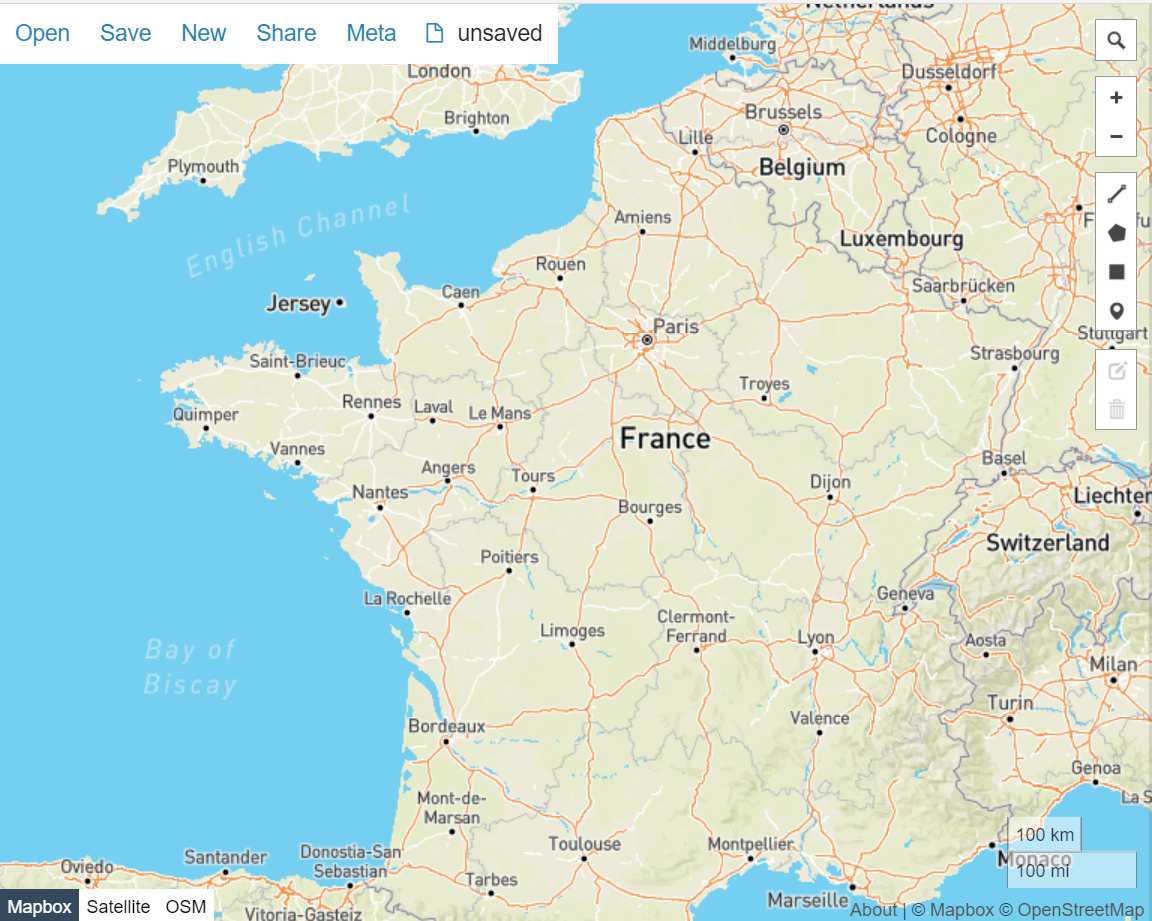 Open Save New Share Meta unsaved
Netherlands
Middelburg
London
Dusseldorf
Brighton
Brussels
Lille
Cologne
Plymouth
Belgium
English Channel
Amiens
Luxembourg
Rouen
Saarbrücken
Caen
Jersey
Paris
Stuttgart
Strasbourg
Saint-Brieuc
Troyes
Rennes
Laval
Le Mans
Quimper
France
Vannes
Basel
Angers
Tours
Dijon
Nantes
Liechten
Bourges
Switzerland
Poitiers
Geneva
La Rochelle
Clermont-
Ferrand
Limoges
Lyon
Aosta
Bay of
Biscay
Milan
Turin
Valence
Bordeaux
Genoa
La S
Mont-de-
Marsan
100 km
Toulouse
Montpellier
Monaco
Santander
Donostia-San
Sebastian
Oviedo
100 mi
Tarbes
Marseille
Mapbox Satellite OSM
Vitoria-Gasteiz
About | © Mapbox © OpenStreetMap